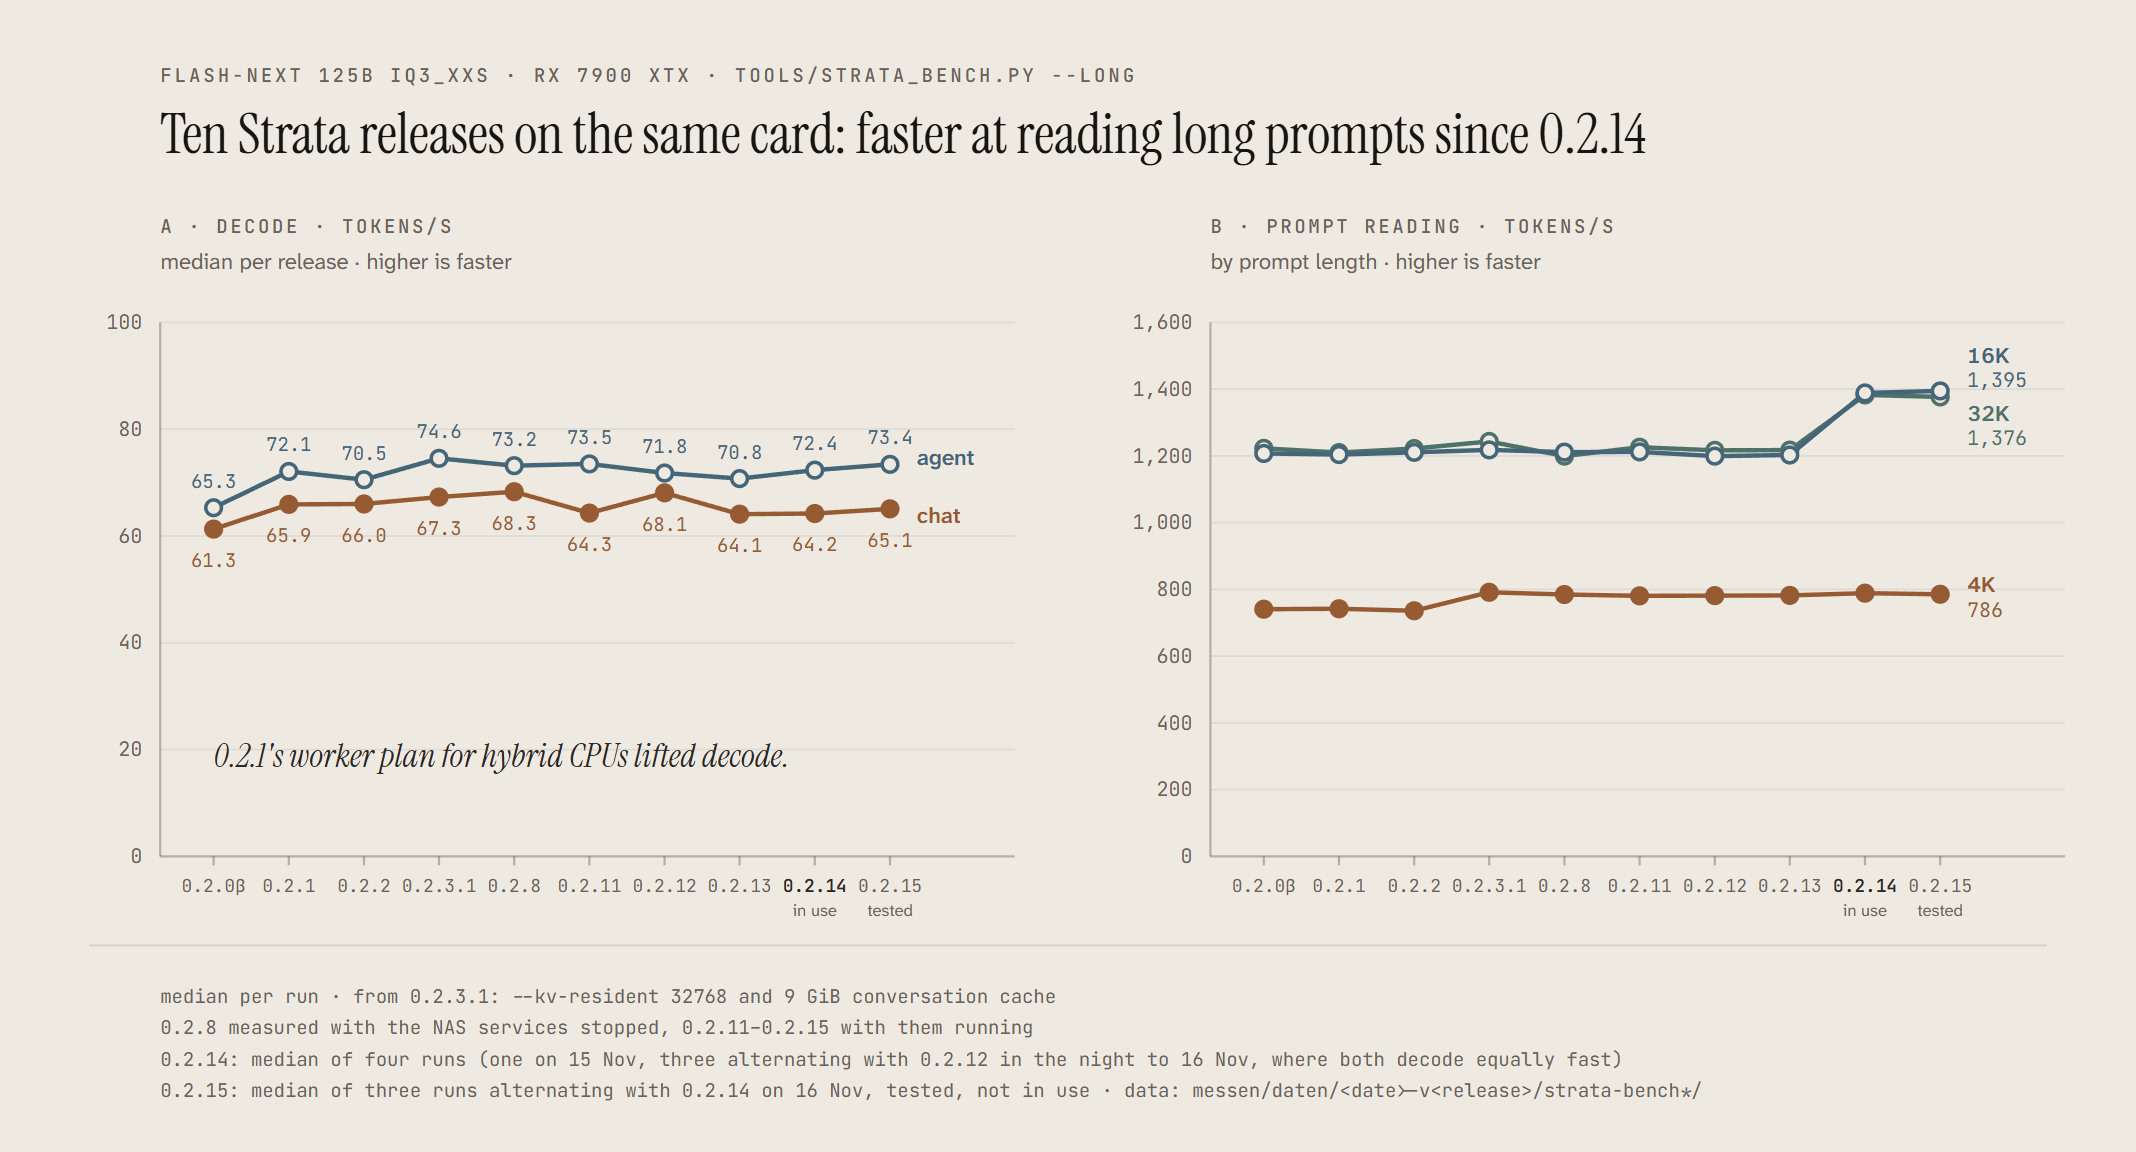 FLASH-NEXT 125B IQ3_XXS · RX 7900 XTX · TOOLS/STRATA_BENCH.PY --LONG
Ten Strata releases on the same card: faster at reading long prompts since 0.2.14
A · DECODE · TOKENS/S
median per release · higher is faster
100
80
60
40
20
0
65.3
72.1
70.5
74.6
73.2
73.5
71.8
70.8
72.4
73.4
agent
61.3
65.9
66.0
67.3
68.3
64.3
68.1
64.1
64.2
65.1
chat
0.2.1's worker plan for hybrid CPUs lifted decode.
0.2.0β 0.2.1 0.2.2 0.2.3.1 0.2.8 0.2.11 0.2.12 0.2.13 0.2.14 0.2.15
in use tested
B · PROMPT READING · TOKENS/S
by prompt length · higher is faster
1,600
1,400
1,200
1,000
800
600
400
200
0
16K
1,395
32K
1,376
4K
786
0.2.0β 0.2.1 0.2.2 0.2.3.1 0.2.8 0.2.11 0.2.12 0.2.13 0.2.14 0.2.15
in use tested
median per run · from 0.2.3.1: --kv-resident 32768 and 9 GiB conversation cache
0.2.8 measured with the NAS services stopped, 0.2.11–0.2.15 with them running
0.2.14: median of four runs (one on 15 Nov, three alternating with 0.2.12 in the night to 16 Nov, where both decode equally fast)
0.2.15: median of three runs alternating with 0.2.14 on 16 Nov, tested, not in use · data: messen/daten/<date>-v<release>/strata-bench*/